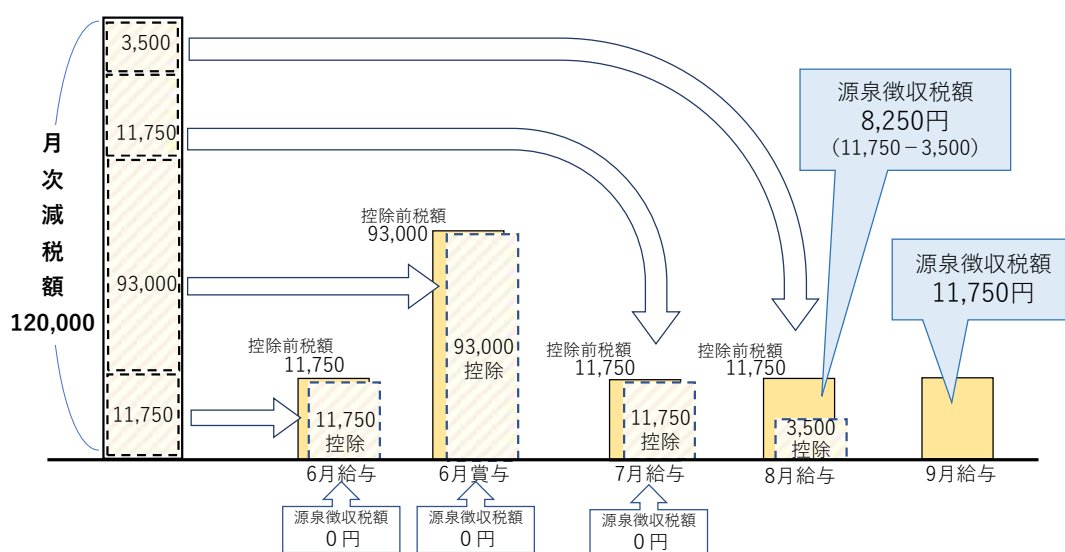 月次減税額
120,000
3,500
11,750
93,000
11,750
控除前税額
11,750
11,750
控除
6月給与
源泉徴収税額
0円
控除前税額
93,000
93,000
控除
6月賞与
源泉徴収税額
0円
控除前税額
11,750
11,750
控除
7月給与
源泉徴収税額
0円
控除前税額
11,750
3,500
控除
8月給与
源泉徴収税額
8,250円
（11,750－3,500）
源泉徴収税額
11,750円
9月給与